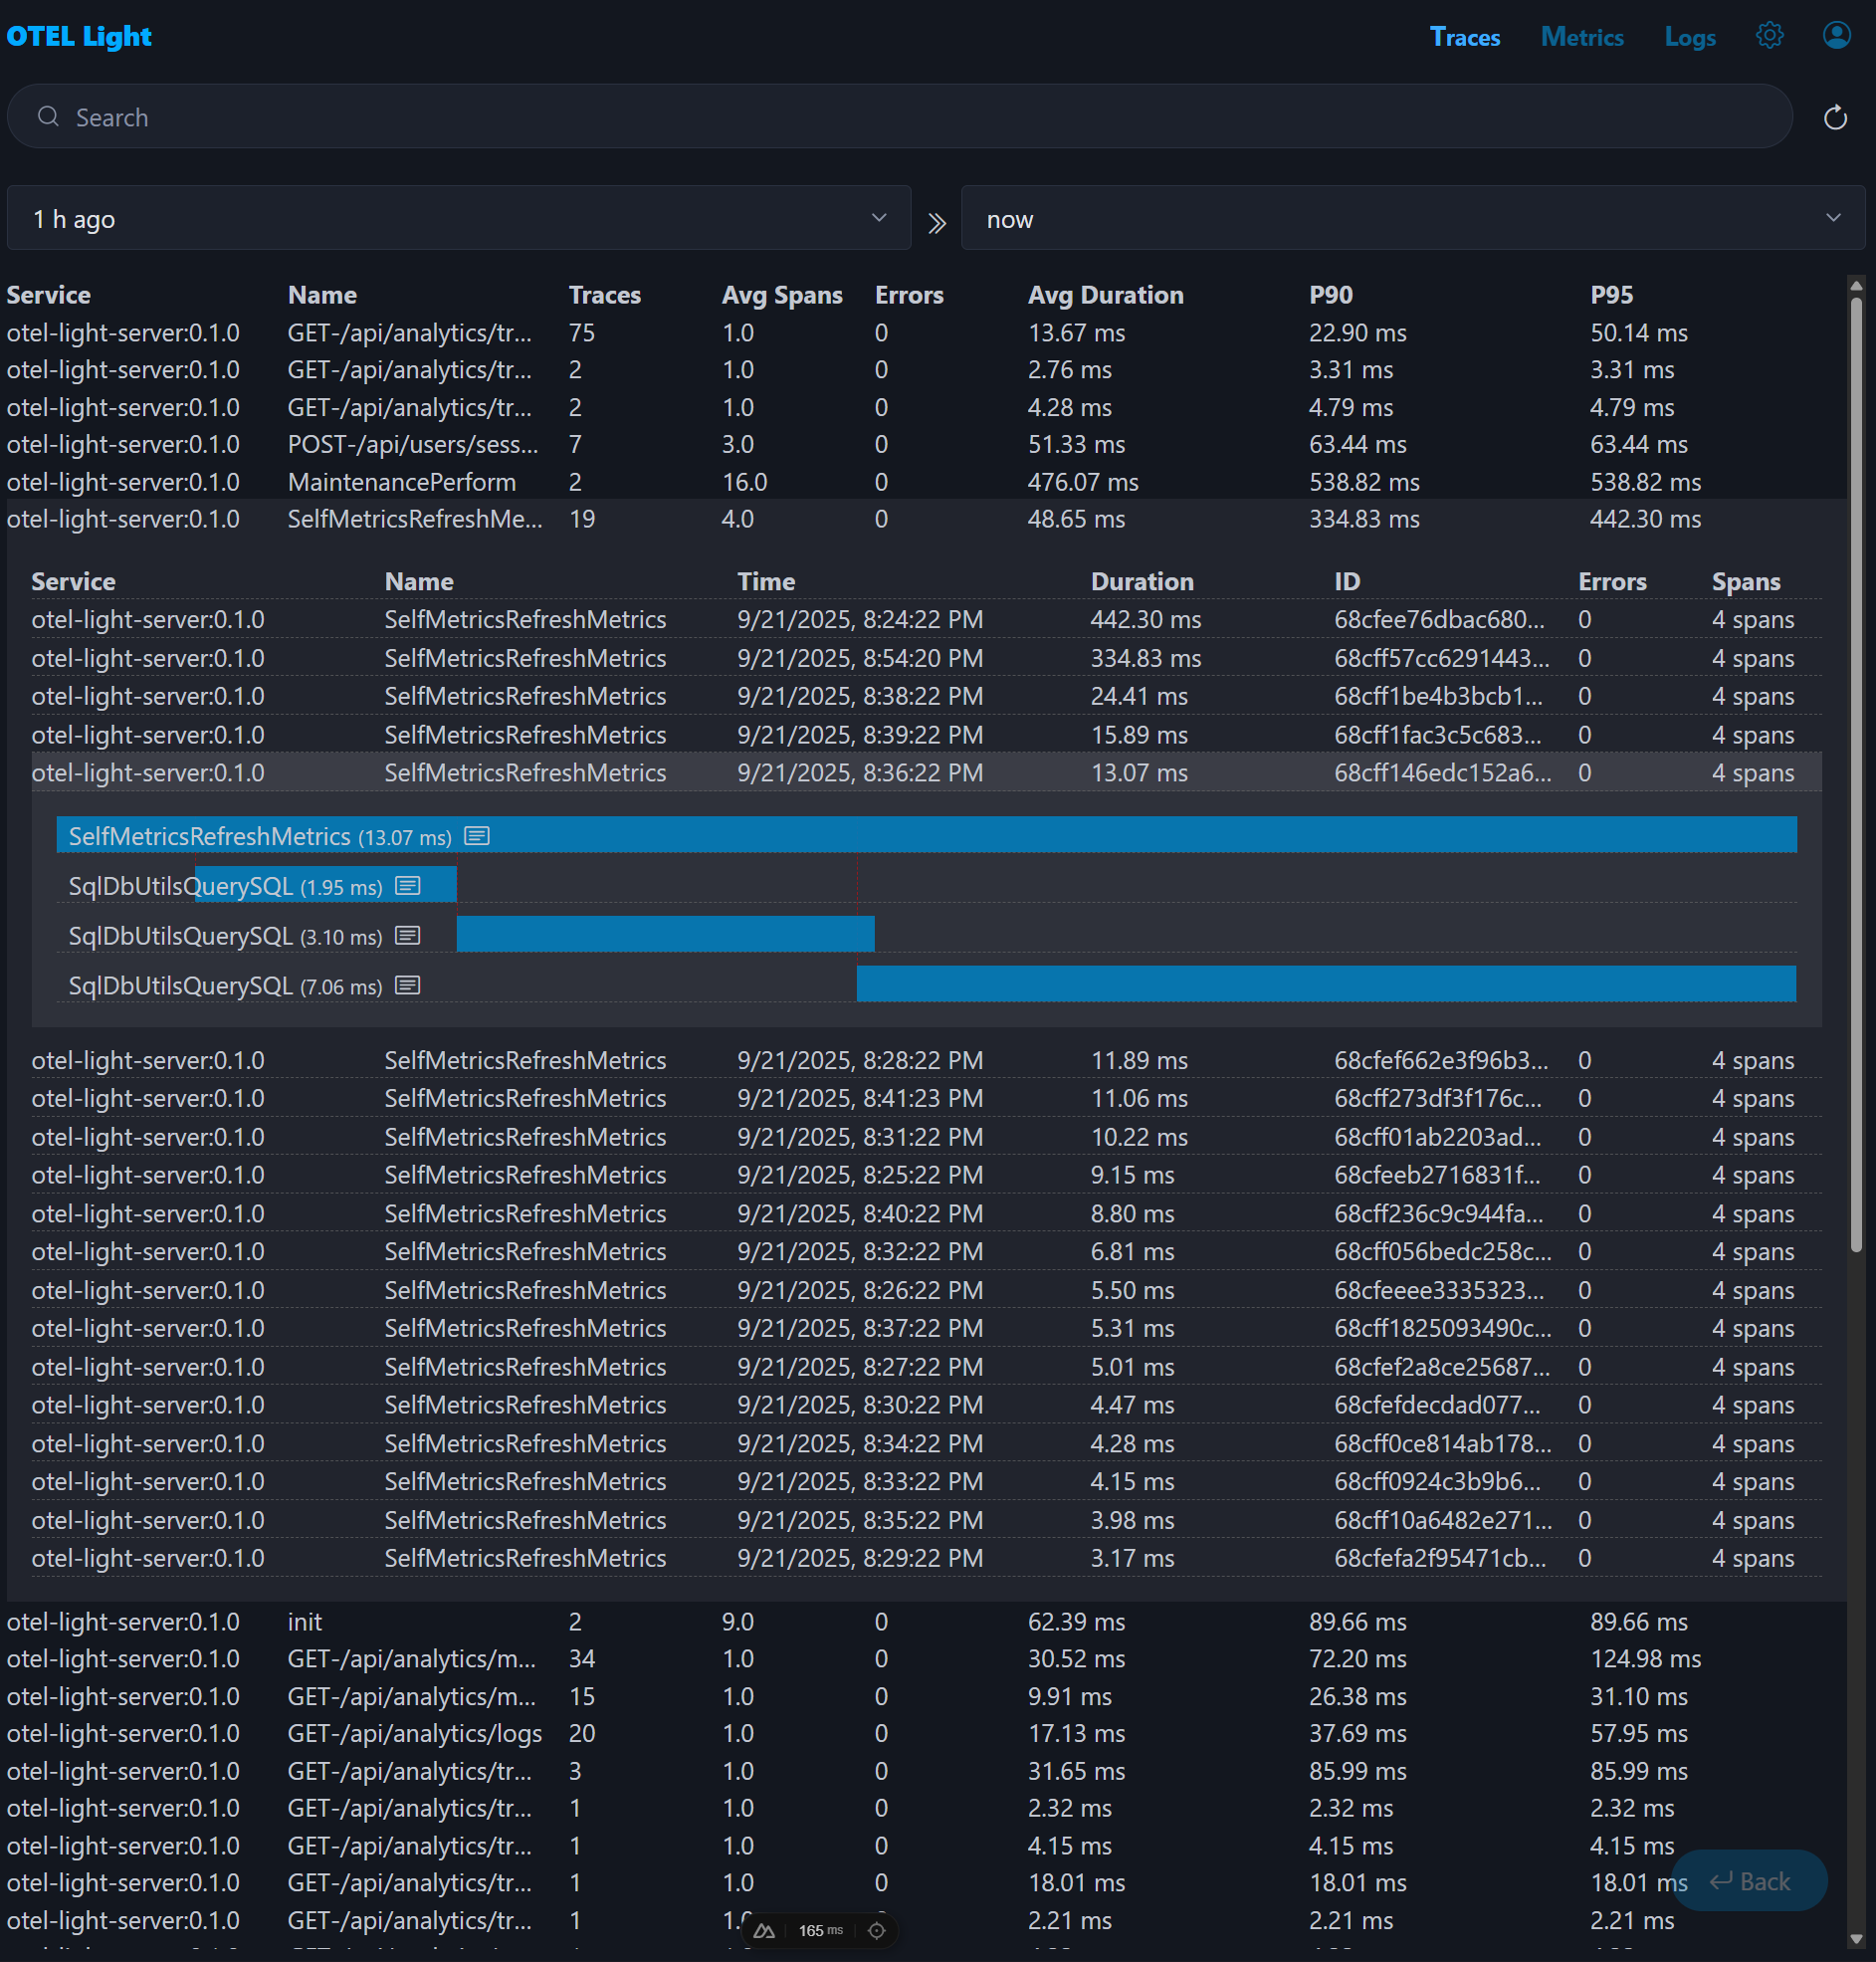 OTEL Light Traces Metrics Logs
Search
1 h ago now
Service Name Traces Avg Spans Errors Avg Duration P90 P95
otel-light-server:0.1.0 GET-/api/analytics/tr... 75 1.0 0 13.67 ms 22.90 ms 50.14 ms
otel-light-server:0.1.0 GET-/api/analytics/tr... 2 1.0 0 2.76 ms 3.31 ms 3.31 ms
otel-light-server:0.1.0 GET-/api/analytics/tr... 2 1.0 0 4.28 ms 4.79 ms 4.79 ms
otel-light-server:0.1.0 POST-/api/users/sess... 7 3.0 0 51.33 ms 63.44 ms 63.44 ms
otel-light-server:0.1.0 MaintenancePerform 2 16.0 0 476.07 ms 538.82 ms 538.82 ms
otel-light-server:0.1.0 SelfMetricsRefreshMe... 19 4.0 0 48.65 ms 334.83 ms 442.30 ms
Service Name Time Duration ID Errors Spans
otel-light-server:0.1.0 SelfMetricsRefreshMetrics 9/21/2025, 8:24:22 PM 442.30 ms 68cfee76dbac680... 0 4 spans
otel-light-server:0.1.0 SelfMetricsRefreshMetrics 9/21/2025, 8:54:20 PM 334.83 ms 68cff57cc6291443... 0 4 spans
otel-light-server:0.1.0 SelfMetricsRefreshMetrics 9/21/2025, 8:38:22 PM 24.41 ms 68cff1be4b3bcb1... 0 4 spans
otel-light-server:0.1.0 SelfMetricsRefreshMetrics 9/21/2025, 8:39:22 PM 15.89 ms 68cff1fac3c5c683... 0 4 spans
otel-light-server:0.1.0 SelfMetricsRefreshMetrics 9/21/2025, 8:36:22 PM 13.07 ms 68cff146edc152a6... 0 4 spans
SelfMetricsRefreshMetrics (13.07 ms)
SqlDbUtilsQuerySQL (1.95 ms)
SqlDbUtilsQuerySQL (3.10 ms)
SqlDbUtilsQuerySQL (7.06 ms)
otel-light-server:0.1.0 SelfMetricsRefreshMetrics 9/21/2025, 8:28:22 PM 11.89 ms 68cfef662e3f96b3... 0 4 spans
otel-light-server:0.1.0 SelfMetricsRefreshMetrics 9/21/2025, 8:41:23 PM 11.06 ms 68cff273df3f176c... 0 4 spans
otel-light-server:0.1.0 SelfMetricsRefreshMetrics 9/21/2025, 8:31:22 PM 10.22 ms 68cff01ab2203ad... 0 4 spans
otel-light-server:0.1.0 SelfMetricsRefreshMetrics 9/21/2025, 8:25:22 PM 9.15 ms 68cfeeb2716831f... 0 4 spans
otel-light-server:0.1.0 SelfMetricsRefreshMetrics 9/21/2025, 8:40:22 PM 8.80 ms 68cff236c9c944fa... 0 4 spans
otel-light-server:0.1.0 SelfMetricsRefreshMetrics 9/21/2025, 8:32:22 PM 6.81 ms 68cff056bedc258c... 0 4 spans
otel-light-server:0.1.0 SelfMetricsRefreshMetrics 9/21/2025, 8:26:22 PM 5.50 ms 68cfeeee3335323... 0 4 spans
otel-light-server:0.1.0 SelfMetricsRefreshMetrics 9/21/2025, 8:37:22 PM 5.31 ms 68cff1825093490c... 0 4 spans
otel-light-server:0.1.0 SelfMetricsRefreshMetrics 9/21/2025, 8:27:22 PM 5.01 ms 68cfef2a8ce25687... 0 4 spans
otel-light-server:0.1.0 SelfMetricsRefreshMetrics 9/21/2025, 8:30:22 PM 4.47 ms 68cfefdecdad077... 0 4 spans
otel-light-server:0.1.0 SelfMetricsRefreshMetrics 9/21/2025, 8:34:22 PM 4.28 ms 68cff0ce814ab178... 0 4 spans
otel-light-server:0.1.0 SelfMetricsRefreshMetrics 9/21/2025, 8:33:22 PM 4.15 ms 68cff0924c3b9b6... 0 4 spans
otel-light-server:0.1.0 SelfMetricsRefreshMetrics 9/21/2025, 8:35:22 PM 3.98 ms 68cff10a6482e271... 0 4 spans
otel-light-server:0.1.0 SelfMetricsRefreshMetrics 9/21/2025, 8:29:22 PM 3.17 ms 68cfefa2f95471cb... 0 4 spans
otel-light-server:0.1.0 init 2 9.0 0 62.39 ms 89.66 ms 89.66 ms
otel-light-server:0.1.0 GET-/api/analytics/m... 34 1.0 0 30.52 ms 72.20 ms 124.98 ms
otel-light-server:0.1.0 GET-/api/analytics/m... 15 1.0 0 9.91 ms 26.38 ms 31.10 ms
otel-light-server:0.1.0 GET-/api/analytics/logs 20 1.0 0 17.13 ms 37.69 ms 57.95 ms
otel-light-server:0.1.0 GET-/api/analytics/tr... 3 1.0 0 31.65 ms 85.99 ms 85.99 ms
otel-light-server:0.1.0 GET-/api/analytics/tr... 1 1.0 0 2.32 ms 2.32 ms 2.32 ms
otel-light-server:0.1.0 GET-/api/analytics/tr... 1 1.0 0 4.15 ms 4.15 ms 4.15 ms
otel-light-server:0.1.0 GET-/api/analytics/tr... 1 1.0 0 18.01 ms 18.01 ms 18.01 ms
Back
otel-light-server:0.1.0 GET-/api/analytics/tr... 1 2.21 ms 2.21 ms 2.21 ms
165 ms